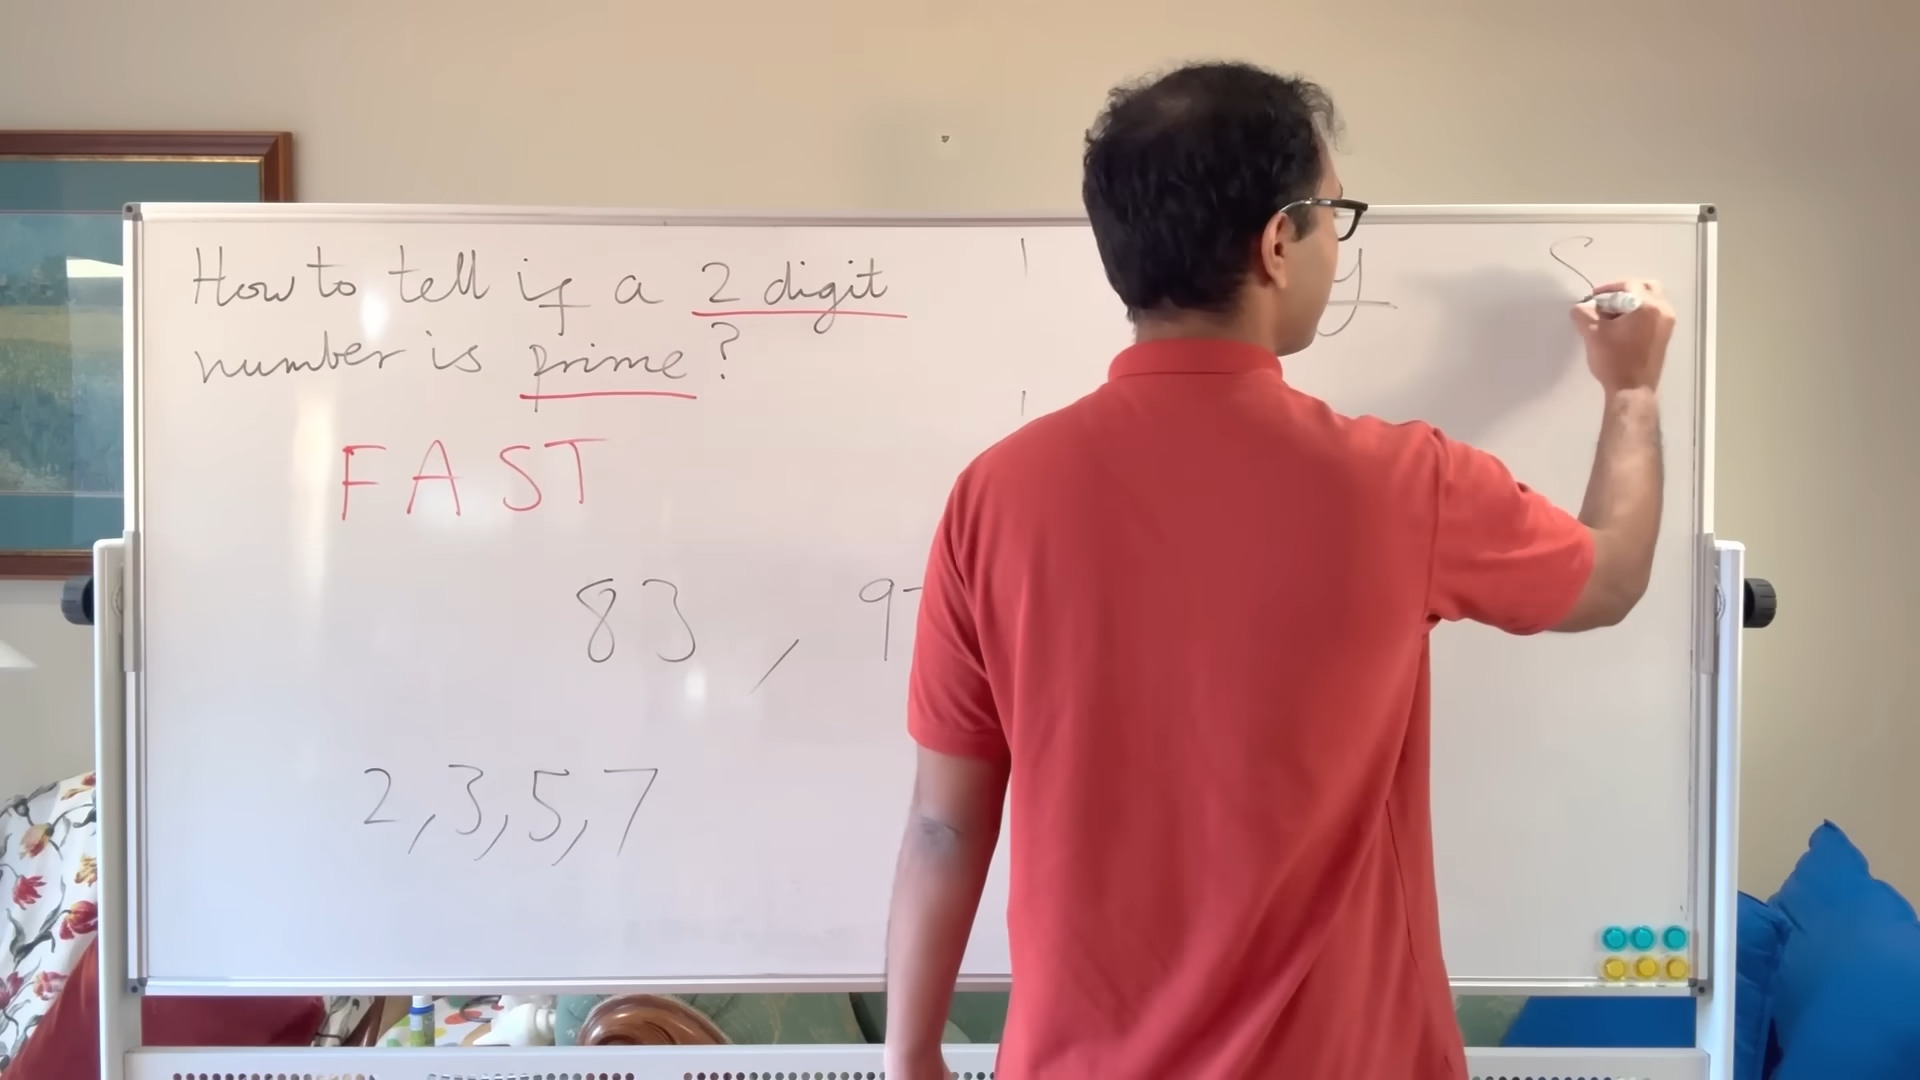 How to tell if a 2 digit
number is prime?
FAST
83, 9
2,3,5,7
y
S